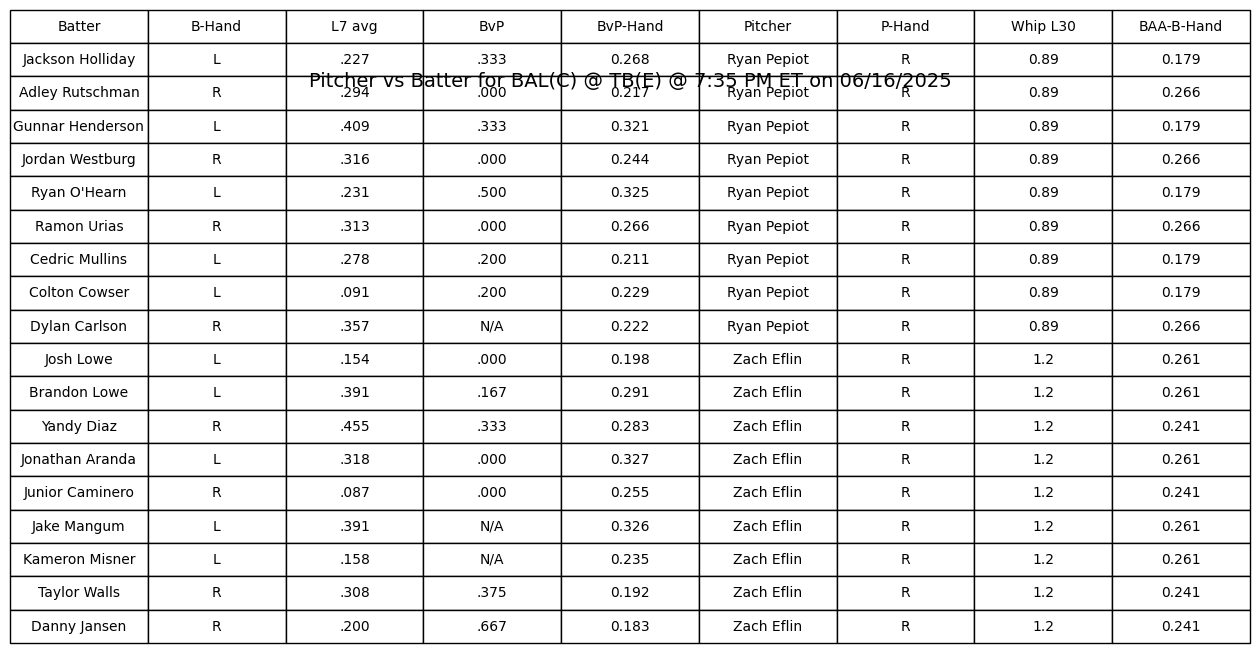 Batter B-Hand L7 avg BvP BvP-Hand Pitcher P-Hand Whip L30 BAA-B-Hand
Jackson Holliday L .227 .333 0.268 Ryan Pepiot R 0.89 0.179
Pitcher vs Batter for BAL(C) @ TB(E) @ 7:35 PM ET on 06/16/2025
Adley Rutschman R .294 .000 0.217 Ryan Pepiot R 0.89 0.266
Gunnar Henderson L .409 .333 0.321 Ryan Pepiot R 0.89 0.179
Jordan Westburg R .316 .000 0.244 Ryan Pepiot R 0.89 0.266
Ryan O'Hearn L .231 .500 0.325 Ryan Pepiot R 0.89 0.179
Ramon Urias R .313 .000 0.266 Ryan Pepiot R 0.89 0.266
Cedric Mullins L .278 .200 0.211 Ryan Pepiot R 0.89 0.179
Colton Cowser L .091 .200 0.229 Ryan Pepiot R 0.89 0.179
Dylan Carlson R .357 N/A 0.222 Ryan Pepiot R 0.89 0.266
Josh Lowe L .154 .000 0.198 Zach Eflin R 1.2 0.261
Brandon Lowe L .391 .167 0.291 Zach Eflin R 1.2 0.261
Yandy Diaz R .455 .333 0.283 Zach Eflin R 1.2 0.241
Jonathan Aranda L .318 .000 0.327 Zach Eflin R 1.2 0.261
Junior Caminero R .087 .000 0.255 Zach Eflin R 1.2 0.241
Jake Mangum L .391 N/A 0.326 Zach Eflin R 1.2 0.261
Kameron Misner L .158 N/A 0.235 Zach Eflin R 1.2 0.261
Taylor Walls R .308 .375 0.192 Zach Eflin R 1.2 0.241
Danny Jansen R .200 .667 0.183 Zach Eflin R 1.2 0.241